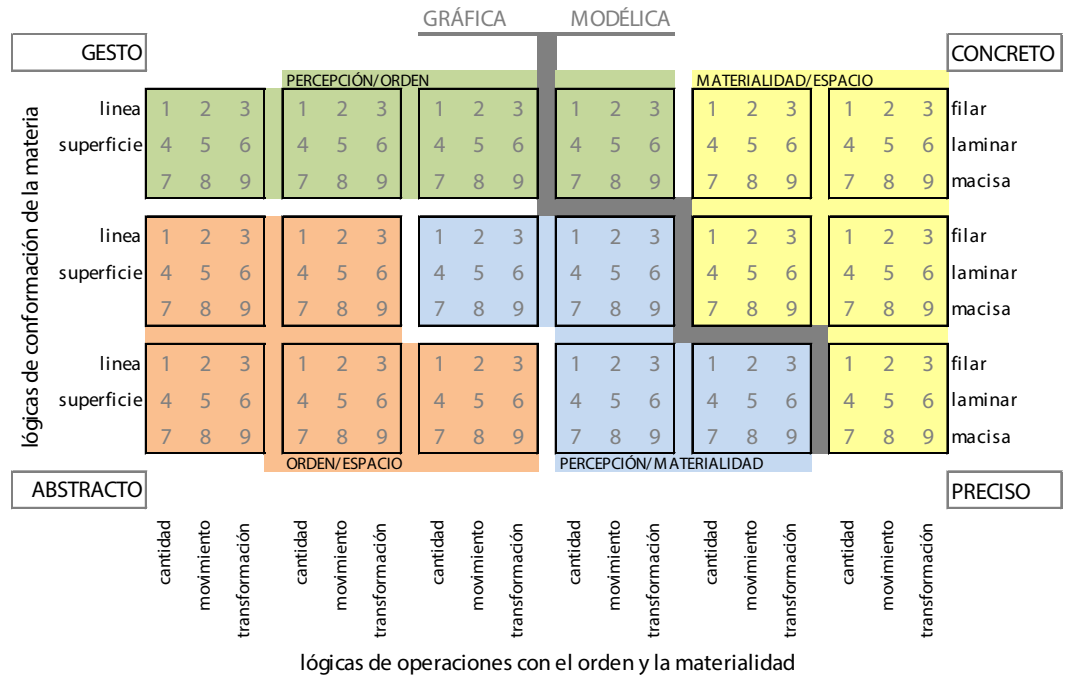 GRÁFICA MODÉLICA
GESTO CONCRETO
PERCEPCIÓN/ORDEN MATERIALIDAD/ESPACIO
linea 1 2 3 1 2 3 1 2 3 1 2 3 1 2 3 1 2 3 filar
superficie 4 5 6 4 5 6 4 5 6 4 5 6 4 5 6 4 5 6 laminar
7 8 9 7 8 9 7 8 9 7 8 9 7 8 9 7 8 9 macisa
linea 1 2 3 1 2 3 1 2 3 1 2 3 1 2 3 1 2 3 filar
superficie 4 5 6 4 5 6 4 5 6 4 5 6 4 5 6 4 5 6 laminar
7 8 9 7 8 9 7 8 9 7 8 9 7 8 9 7 8 9 macisa
linea 1 2 3 1 2 3 1 2 3 1 2 3 1 2 3 1 2 3 filar
superficie 4 5 6 4 5 6 4 5 6 4 5 6 4 5 6 4 5 6 laminar
7 8 9 7 8 9 7 8 9 7 8 9 7 8 9 7 8 9 macisa
lógicas de conformación de la materia
ORDEN/ESPACIO PERCEPCIÓN/MATERIALIDAD
ABSTRACTO PRECISO
cantidad
movimiento
transformación
cantidad
movimiento
transformación
cantidad
movimiento
transformación
cantidad
movimiento
transformación
cantidad
movimiento
transformación
cantidad
movimiento
transformación
lógicas de operaciones con el orden y la materialidad